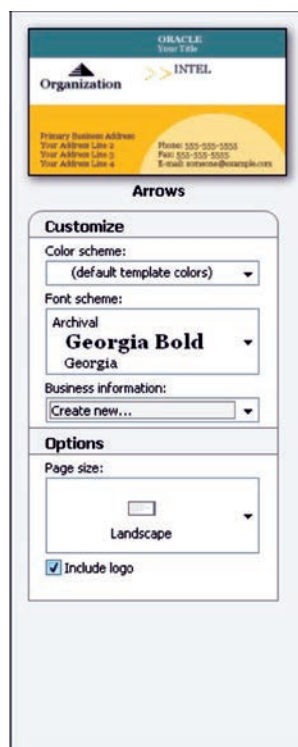 ORACLE
Your Title
INTEL
Organization
Primary Business Address
Your Address Line 2
Your Address Line 3
Your Address Line 4
Phone: 555-555-5555
Fax: 555-555-5555
E-mail: someone@example.com
Arrows
Customize
Color scheme:
(default template colors)
Font scheme:
Archival
Georgia Bold
Georgia
Business information:
Create new...
Options
Page size:
Landscape
Include logo